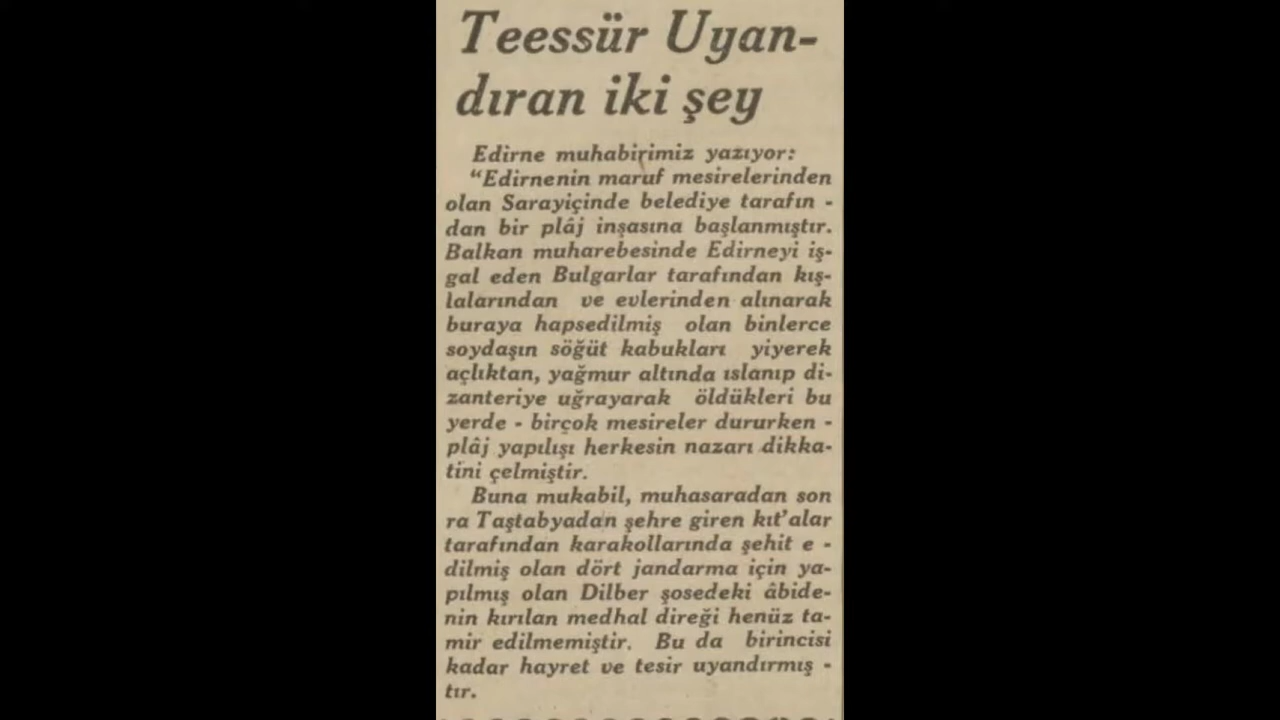 Teessür Uyan-
dıran iki şey
Edirne muhabirimiz yazıyor:
“Edirnenin maruf mesirelerinden
olan Sarayiçinde belediye tarafın -
dan bir plâj inşasına başlanmıştır.
Balkan muharebesinde Edirneyi iş-
gal eden Bulgarlar tarafından kış-
lalarından ve evlerinden alınarak
buraya hapsedilmiş olan binlerce
soydaşın söğüt kabukları yiyerek
açlıktan, yağmur altında ıslanıp di-
zanteriye uğrayarak öldükleri bu
yerde - birçok mesireler dururken -
plâj yapılışı herkesin nazarı dikka-
tini çelmiştir.
Buna mukabil, muhasaradan son
ra Taştabyadan şehre giren kıt’alar
tarafından karakollarında şehit e -
dilmiş olan dört jandarma için ya-
pılmış olan Dilber şosedeki âbide-
nin kırılan medhal direği henüz ta-
mir edilmemiştir. Bu da birincisi
kadar hayret ve tesir uyandırmış -
tır.